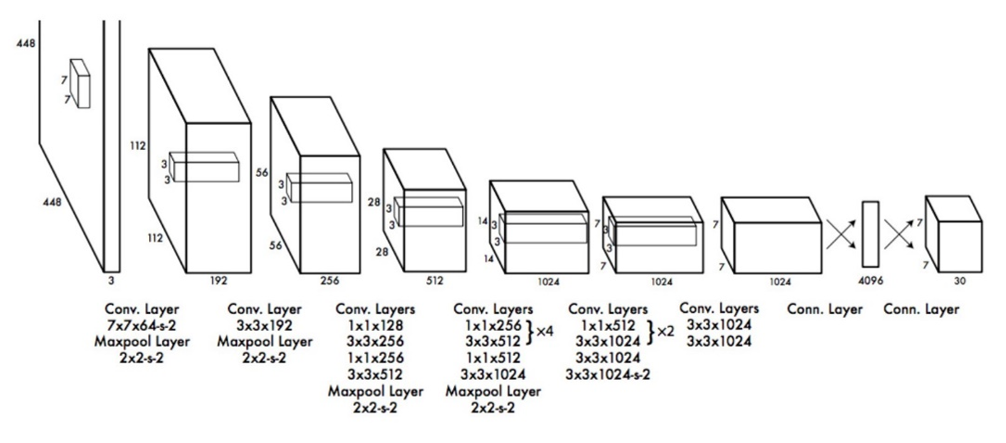 448
7
7
448
3
112
3
3
112
192
56
3
3
56
256
28
3
3
28
512
14
3
3
14
1024
7
3
3
7
1024
7
7
1024
4096
7
7
30
Conv. Layer
7x7x64-s-2
Maxpool Layer
2x2-s-2
Conv. Layer
3x3x192
Maxpool Layer
2x2-s-2
Conv. Layers
1x1x128
3x3x256
1x1x256
3x3x512
Maxpool Layer
2x2-s-2
Conv. Layers
1x1x256
3x3x512 }×4
1x1x512
3x3x1024
Maxpool Layer
2x2-s-2
Conv. Layers
1x1x512
3x3x1024 }×2
3x3x1024
3x3x1024-s-2
Conv. Layers
3x3x1024
3x3x1024
Conn. Layer
Conn. Layer